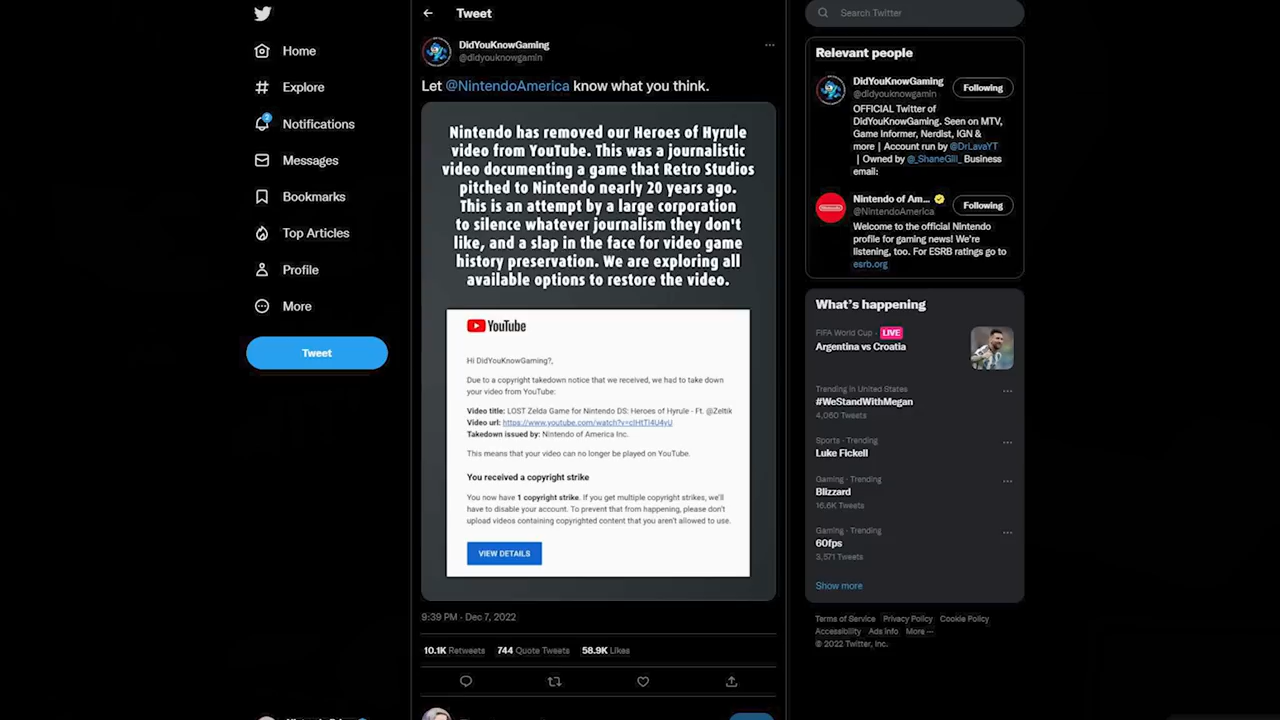 Home
Explore
2
Notifications
Messages
Bookmarks
Top Articles
Profile
More
Tweet
Tweet
DidYouKnowGaming
@didyouknowgamin
Let @NintendoAmerica know what you think.
Nintendo has removed our Heroes of Hyrule
video from YouTube. This was a journalistic
video documenting a game that Retro Studios
pitched to Nintendo nearly 20 years ago.
This is an attempt by a large corporation
to silence whatever journalism they don't
like, and a slap in the face for video game
history preservation. We are exploring all
available options to restore the video.
YouTube
Hi DidYouKnowGaming?,
Due to a copyright takedown notice that we received, we had to take down
your video from YouTube:
Video title: LOST Zelda Game for Nintendo DS: Heroes of Hyrule - Ft. @Zeltik
Video url: https://www.youtube.com/watch?v=
Takedown issued by: Nintendo of America Inc.
This means that your video can no longer be played on YouTube.
You received a copyright strike
You now have 1 copyright strike. If you get multiple copyright strikes, we'll
have to disable your account. To prevent that from happening, please don't
upload videos containing copyrighted content that you aren't allowed to use.
VIEW DETAILS
9:39 PM · Dec 7, 2022
10.1K Retweets 744 Quote Tweets 58.9K Likes
Search Twitter
Relevant people
DidYouKnowGaming
@didyouknowgamin
Following
OFFICIAL Twitter of
DidYouKnowGaming. Seen on MTV,
Game Informer, Nerdist, IGN &
more | Account run by @DrLavaYT
| Owned by @_ShaneGill_ Business
email:
Nintendo of Am...
@NintendoAmerica
Following
Welcome to the official Nintendo
profile for gaming news! We're
listening, too. For ESRB ratings go to
esrb.org
What's happening
FIFA World Cup · LIVE
Argentina vs Croatia
Trending in United States
#WeStandWithMegan
4,060 Tweets
Sports · Trending
Luke Fickell
Gaming · Trending
Blizzard
16.6K Tweets
Gaming · Trending
60fps
3,571 Tweets
Show more
Terms of Service Privacy Policy Cookie Policy
Accessibility Ads info More ···
© 2022 Twitter, Inc.